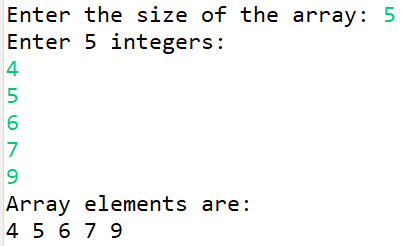 Enter the size of the array: 5
Enter 5 integers:
4
5
6
7
9
Array elements are:
4 5 6 7 9